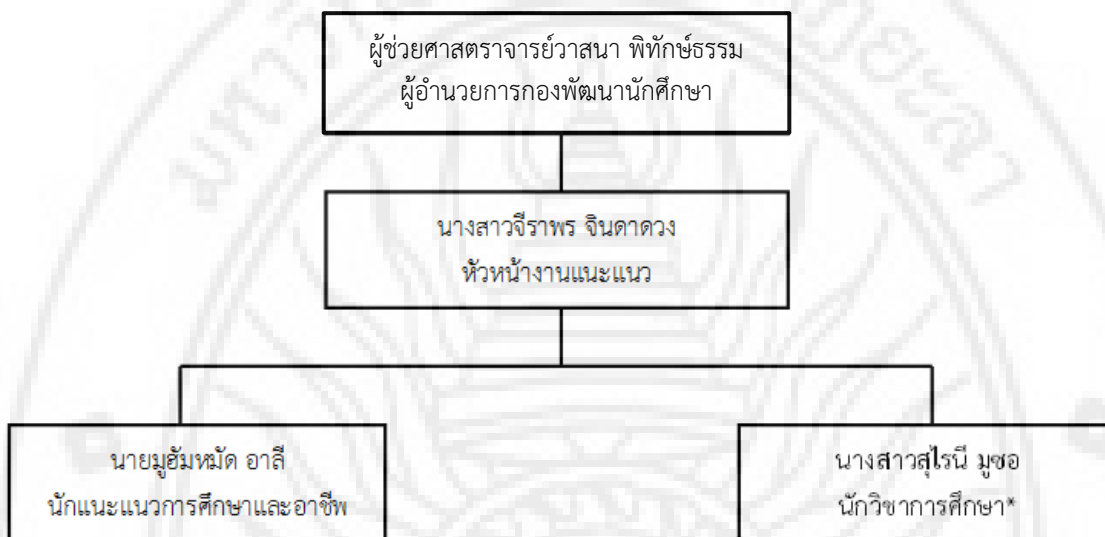 ผู้ช่วยศาสตราจารย์วาสนา พิทักษ์ธรรม
ผู้อำนวยการกองพัฒนานักศึกษา
นางสาวจีราพร จินดาดวง
หัวหน้างานแนะแนว
นายมูฮัมหมัด อาลี
นักแนะแนวการศึกษาและอาชีพ
นางสาวสุไรนี มูซอ
นักวิชาการศึกษา*